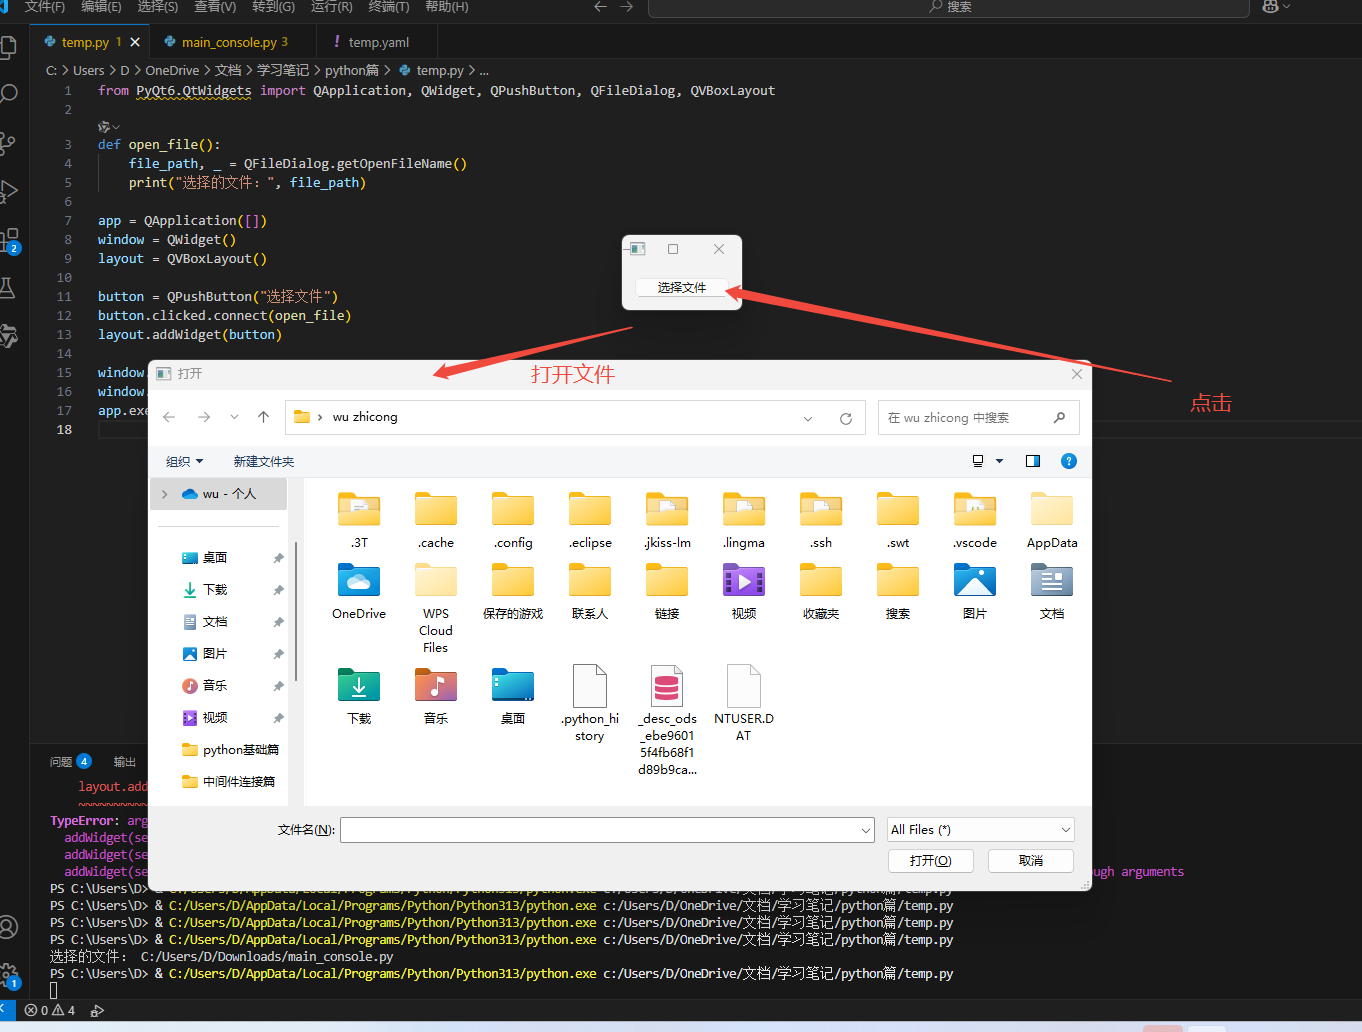 文件(F) 编辑(E) 选择(S) 查看(V) 转到(G) 运行(R) 终端(T) 帮助(H) 搜索
temp.py 1 main_console.py 3 ! temp.yaml
C: > Users > D > OneDrive > 文档 > 学习笔记 > python篇 > temp.py > ...
1 from PyQt6.QtWidgets import QApplication, QWidget, QPushButton, QFileDialog, QVBoxLayout
2
3 def open_file():
4 file_path, _ = QFileDialog.getOpenFileName()
5 print("选择的文件：", file_path)
6
7 app = QApplication([])
8 window = QWidget()
9 layout = QVBoxLayout()
10
11 button = QPushButton("选择文件")
12 button.clicked.connect(open_file)
13 layout.addWidget(button)
14
15 window.
16 window.
17 app.exe
18
选择文件
打开文件
点击
打开
wu zhicong
在 wu zhicong 中搜索
组织 新建文件夹
wu - 个人
桌面
下载
文档
图片
音乐
视频
python基础篇
中间件连接篇
.3T .cache .config .eclipse .jkiss-lm .lingma .ssh .swt .vscode AppData
OneDrive WPS Cloud Files 保存的游戏 联系人 链接 视频 收藏夹 搜索 图片 文档
下载 音乐 桌面 .python_history _desc_ods_ebe96015f4fb68f1d89b9ca... NTUSER.DAT
文件名(N): All Files (*)
打开(O) 取消
问题 4 输出
layout.add
TypeError: arg
addWidget(se
addWidget(se
addWidget(se ugh arguments
PS C:\Users\D> & C:/Users/D/AppData/Local/Programs/Python/Python313/python.exe c:/Users/D/OneDrive/文档/学习笔记/python篇/temp.py
PS C:\Users\D> & C:/Users/D/AppData/Local/Programs/Python/Python313/python.exe c:/Users/D/OneDrive/文档/学习笔记/python篇/temp.py
PS C:\Users\D> & C:/Users/D/AppData/Local/Programs/Python/Python313/python.exe c:/Users/D/OneDrive/文档/学习笔记/python篇/temp.py
PS C:\Users\D> & C:/Users/D/AppData/Local/Programs/Python/Python313/python.exe c:/Users/D/OneDrive/文档/学习笔记/python篇/temp.py
选择的文件： C:/Users/D/Downloads/main_console.py
PS C:\Users\D> & C:/Users/D/AppData/Local/Programs/Python/Python313/python.exe c:/Users/D/OneDrive/文档/学习笔记/python篇/temp.py
2
1
0 4